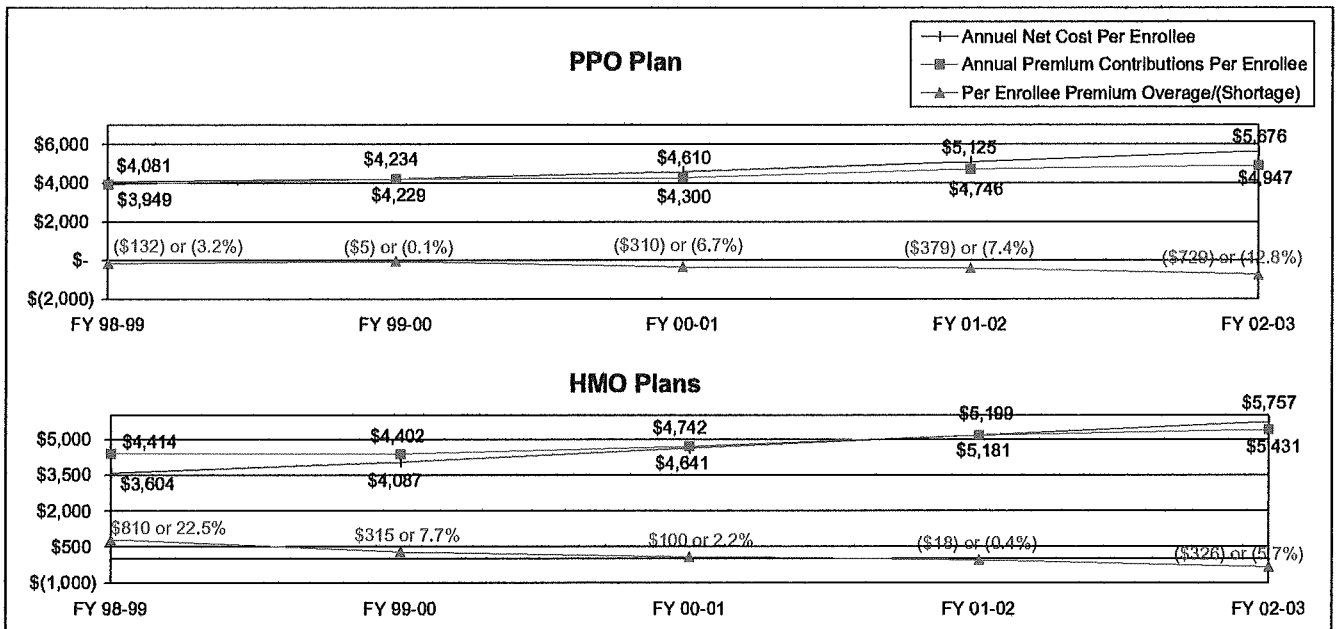 Annuel Net Cost Per Enrollee
Annual Premium Contributions Per Enrollee
Per Enrollee Premium Overage/(Shortage)
PPO Plan
$6,000
$4,000
$2,000
$-
$(2,000)
$4,081 $4,234 $4,610 $5,125 $5,676
$3,949 $4,229 $4,300 $4,746 $4,947
($132) or (3.2%) ($5) or (0.1%) ($310) or (6.7%) ($379) or (7.4%) ($729) or (12.8%)
FY 98-99 FY 99-00 FY 00-01 FY 01-02 FY 02-03
HMO Plans
$5,000
$3,500
$2,000
$500
$(1,000)
$4,414 $4,402 $4,742 $5,199 $5,757
$3,604 $4,087 $4,641 $5,181 $5,431
$810 or 22.5% $315 or 7.7% $100 or 2.2% ($18) or (0.4%) ($326) or (5.7%)
FY 98-99 FY 99-00 FY 00-01 FY 01-02 FY 02-03